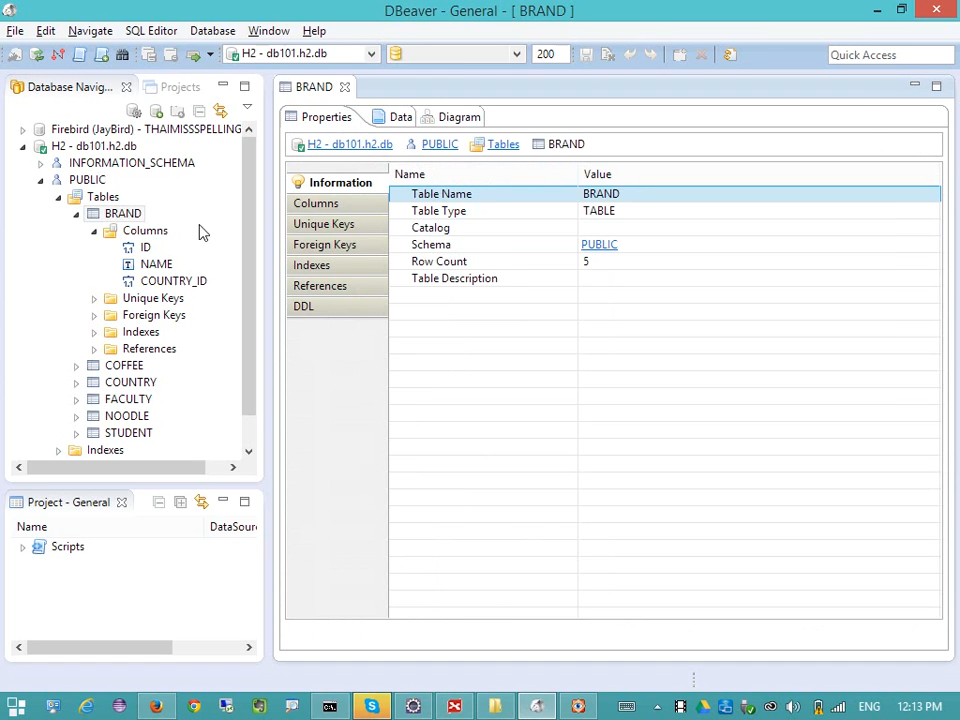 DBeaver - General - [ BRAND ]
File Edit Navigate SQL Editor Database Window Help
H2 - db101.h2.db 200 Quick Access
Database Navig... Projects
Firebird (JayBird) - THAIMISSSPELLING
H2 - db101.h2.db
INFORMATION_SCHEMA
PUBLIC
Tables
BRAND
Columns
ID
NAME
COUNTRY_ID
Unique Keys
Foreign Keys
Indexes
References
COFFEE
COUNTRY
FACULTY
NOODLE
STUDENT
Indexes
Project - General
Name DataSour
Scripts
BRAND
Properties Data Diagram
H2 - db101.h2.db PUBLIC Tables BRAND
Information
Columns
Unique Keys
Foreign Keys
Indexes
References
DDL
Name Value
Table Name BRAND
Table Type TABLE
Catalog
Schema PUBLIC
Row Count 5
Table Description
ENG 12:13 PM